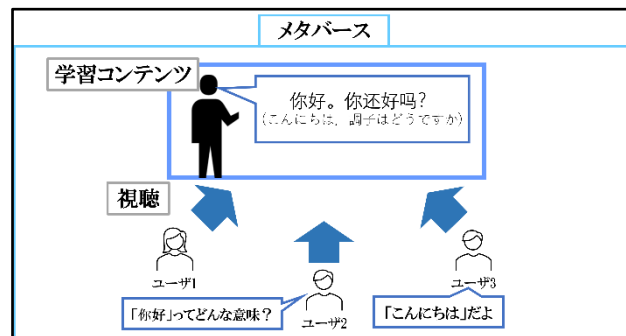 メタバース
学習コンテンツ
你好。你还好吗?
(こんにちは，調子はどうですか)
視聴
ユーザ1
ユーザ3
「你好」ってどんな意味？
ユーザ2
「こんにちは」だよ